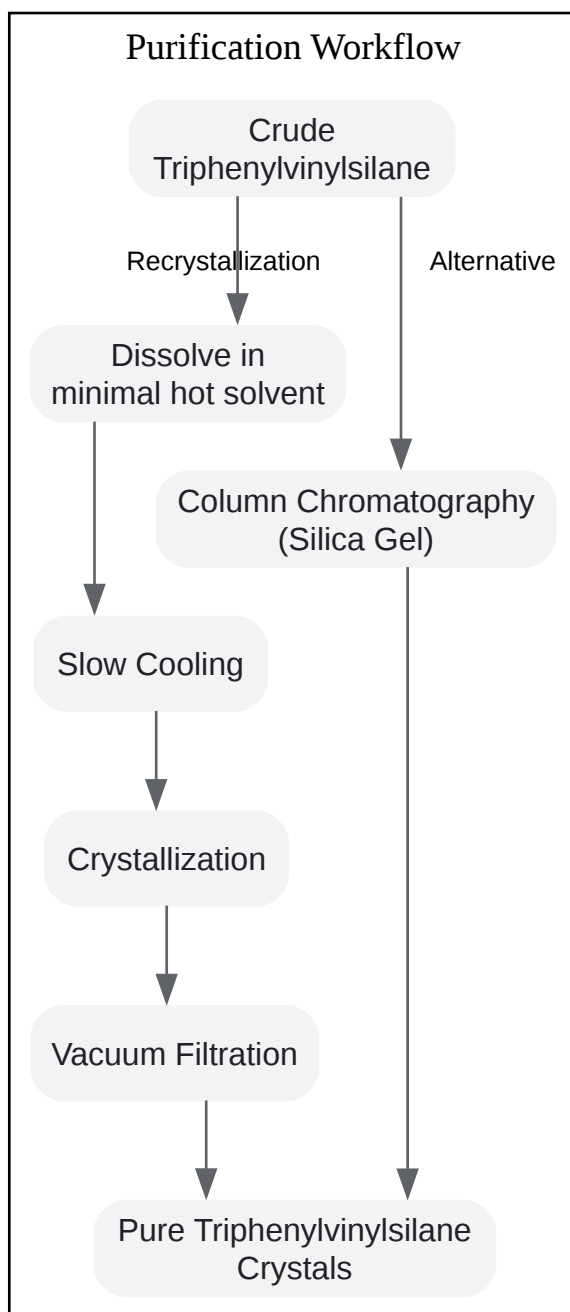 Purification Workflow
Crude
Triphenylvinylsilane
Recrystallization
Alternative
Dissolve in
minimal hot solvent
Column Chromatography
(Silica Gel)
Slow Cooling
Crystallization
Vacuum Filtration
Pure Triphenylvinylsilane
Crystals